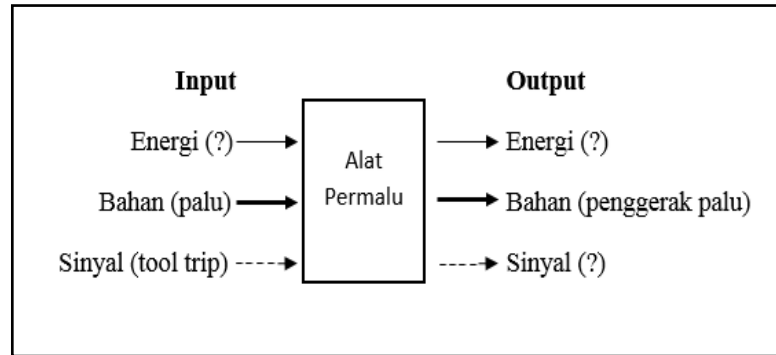 Input
Output
Energi (?)
Alat
Permalu
Energi (?)
Bahan (palu)
Bahan (penggerak palu)
Sinyal (tool trip)
Sinyal (?)